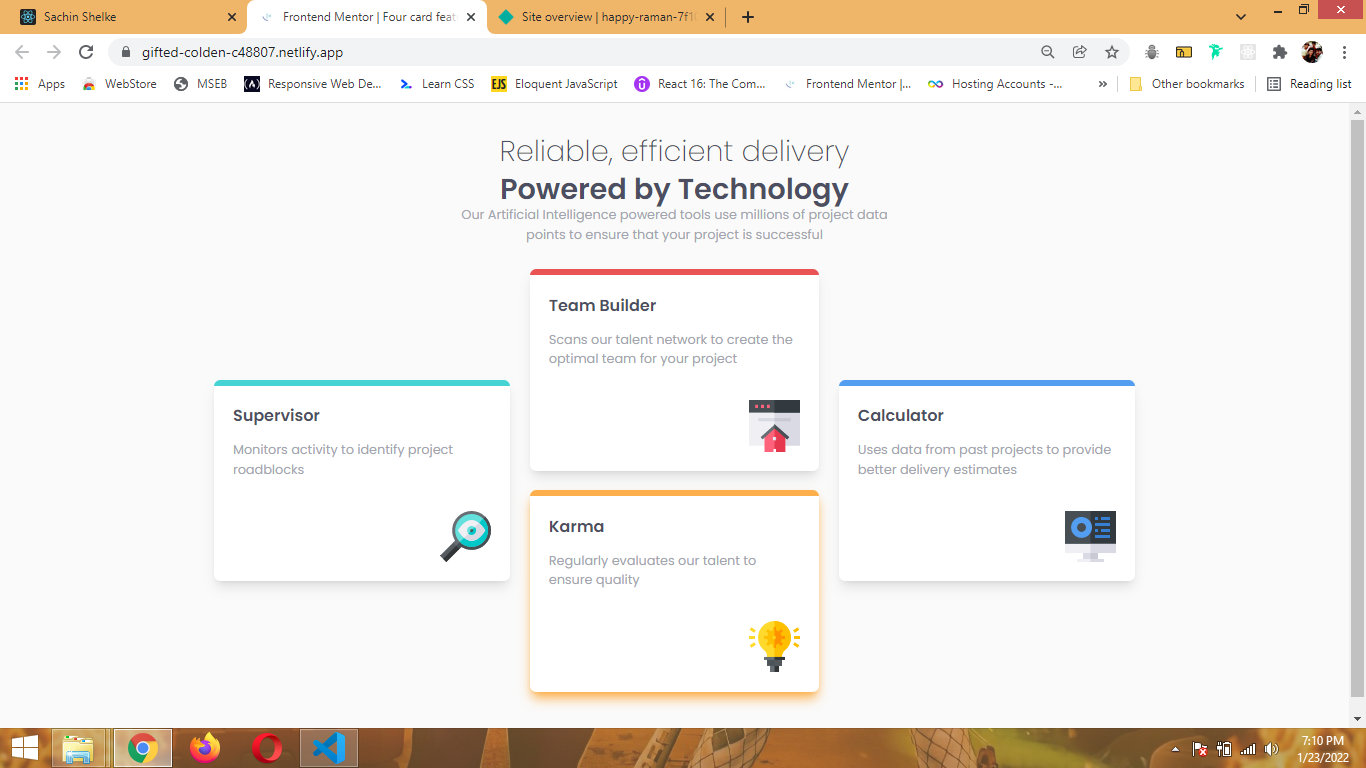 Sachin Shelke
Frontend Mentor | Four card feat
Site overview | happy-raman-7f1
gifted-colden-c48807.netlify.app
Apps
WebStore
MSEB
Responsive Web De...
Learn CSS
EJS
Eloquent JavaScript
React 16: The Com...
Frontend Mentor |...
Hosting Accounts -...
»
Other bookmarks
Reading list
Reliable, efficient delivery
Powered by Technology
Our Artificial Intelligence powered tools use millions of project data
points to ensure that your project is successful
Team Builder
Scans our talent network to create the
optimal team for your project
Supervisor
Monitors activity to identify project
roadblocks
Calculator
Uses data from past projects to provide
better delivery estimates
Karma
Regularly evaluates our talent to
ensure quality
7:10 PM
1/23/2022